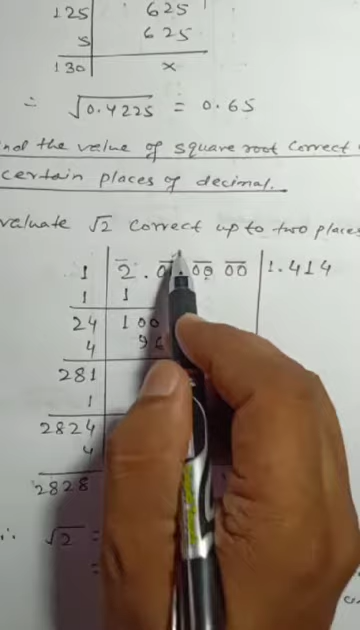 125 625
5 625
130 x
∴ √0.4225 = 0.65
the value of square root correct
certain places of decimal.
√2 correct up to two places
1 2.00 00 00 1.414
1 1
24 100
4 96
281
1
2824
4
2828
∴ √2 =
=